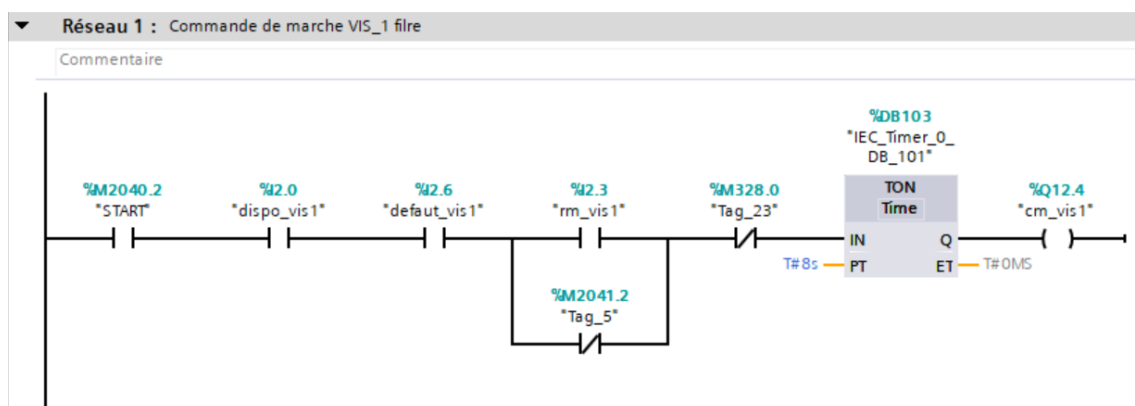 Réseau 1 : Commande de marche VIS_1 filre
Commentaire
%DB103
"IEC_Timer_0_
DB_101"
%M2040.2
"START"
%I2.0
"dispo_vis1"
%I2.6
"defaut_vis1"
%I2.3
"rm_vis1"
%M328.0
"Tag_23"
TON
Time
%Q12.4
"cm_vis1"
IN
Q
T#8s
PT
ET
T#0MS
%M2041.2
"Tag_5"